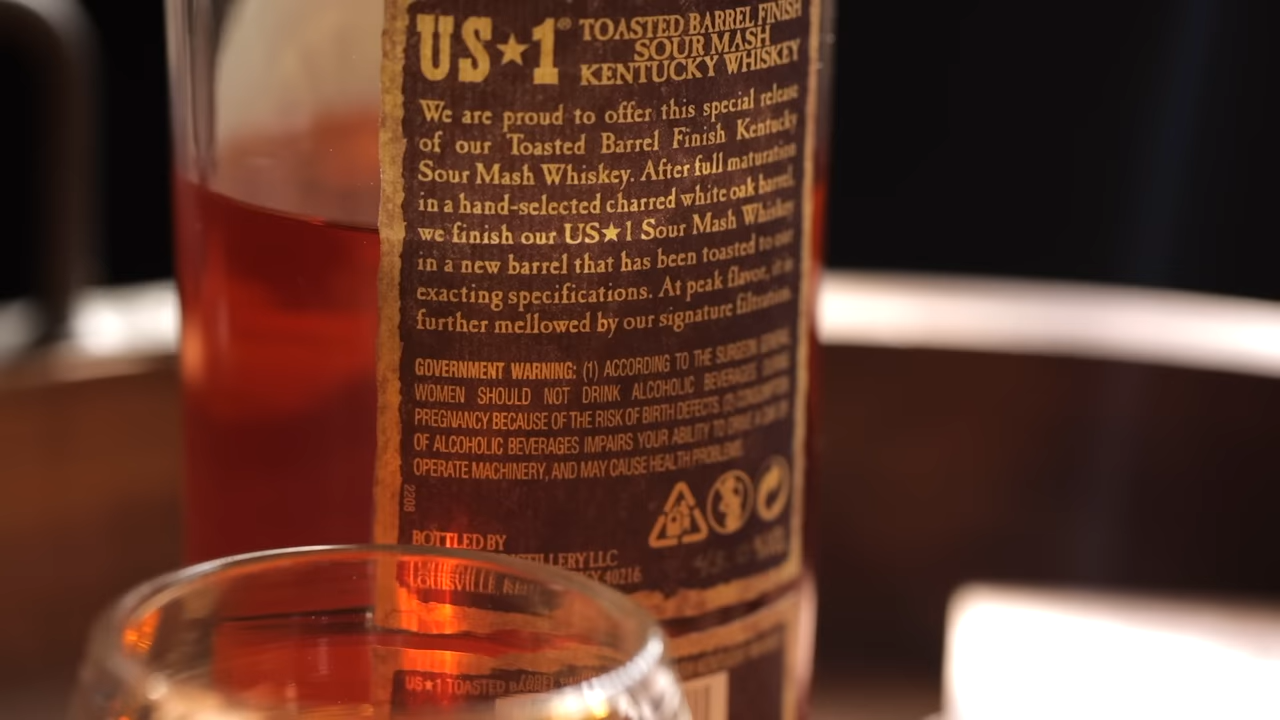 US★1® TOASTED BARREL FINISH
SOUR MASH
KENTUCKY WHISKEY
We are proud to offer this special release
of our Toasted Barrel Finish Kentucky
Sour Mash Whiskey. After full maturation
in a hand-selected charred white oak barrel,
we finish our US★1 Sour Mash Whiskey
in a new barrel that has been toasted to our
exacting specifications. At peak flavor, it is
further mellowed by our signature filtration.
GOVERNMENT WARNING: (1) ACCORDING TO THE SURGEON GENERAL
WOMEN SHOULD NOT DRINK ALCOHOLIC BEVERAGES DURING
PREGNANCY BECAUSE OF THE RISK OF BIRTH DEFECTS. (2) CONSUMPTION
OF ALCOHOLIC BEVERAGES IMPAIRS YOUR ABILITY TO DRIVE A CAR OR
OPERATE MACHINERY, AND MAY CAUSE HEALTH PROBLEMS.
2208
BOTTLED BY
LLC
LOUISVILLE, 40216
US★1 TOASTED BARREL